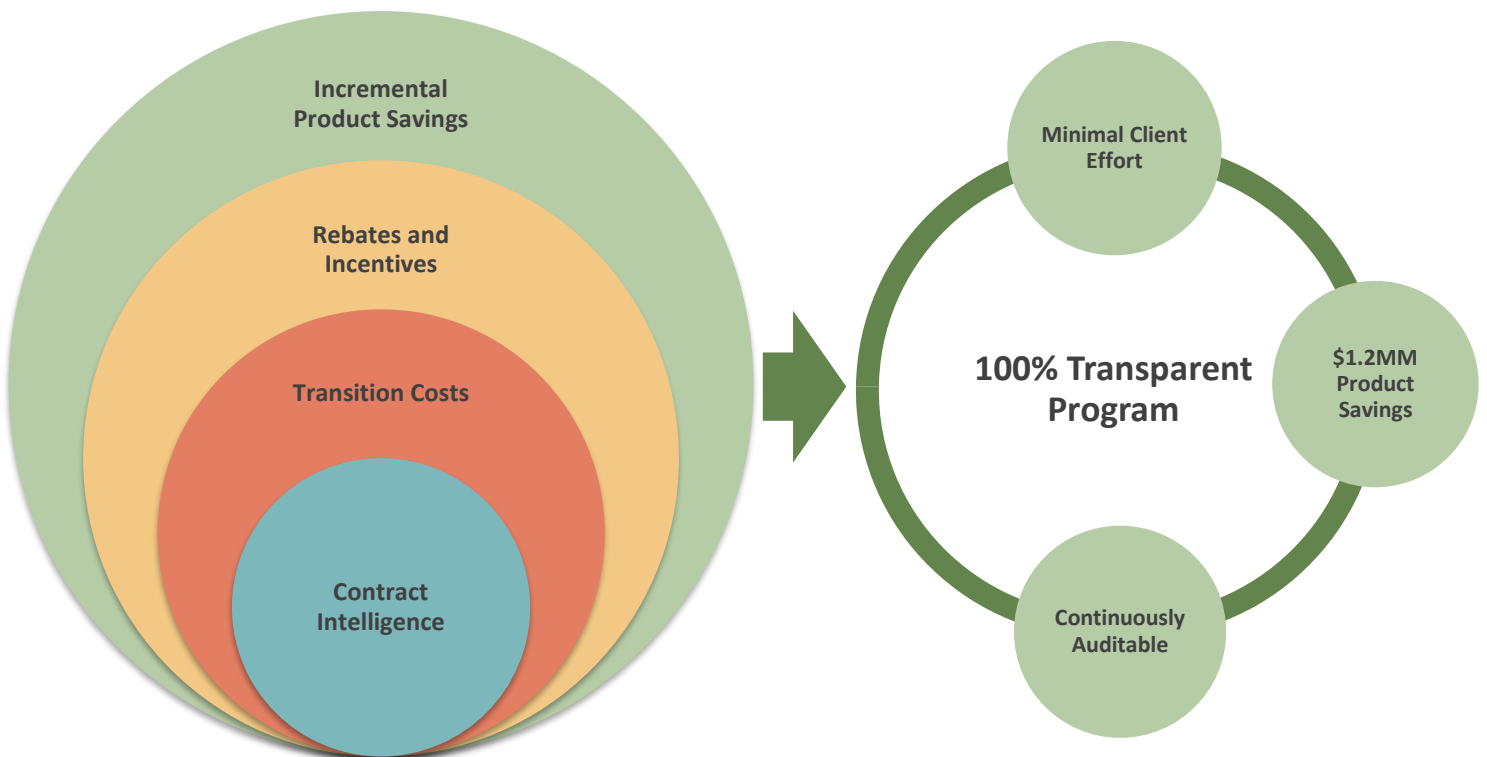 Incremental
Product Savings
Rebates and
Incentives
Transition Costs
Contract
Intelligence
Minimal Client
Effort
100% Transparent
Program
$1.2MM
Product
Savings
Continuously
Auditable